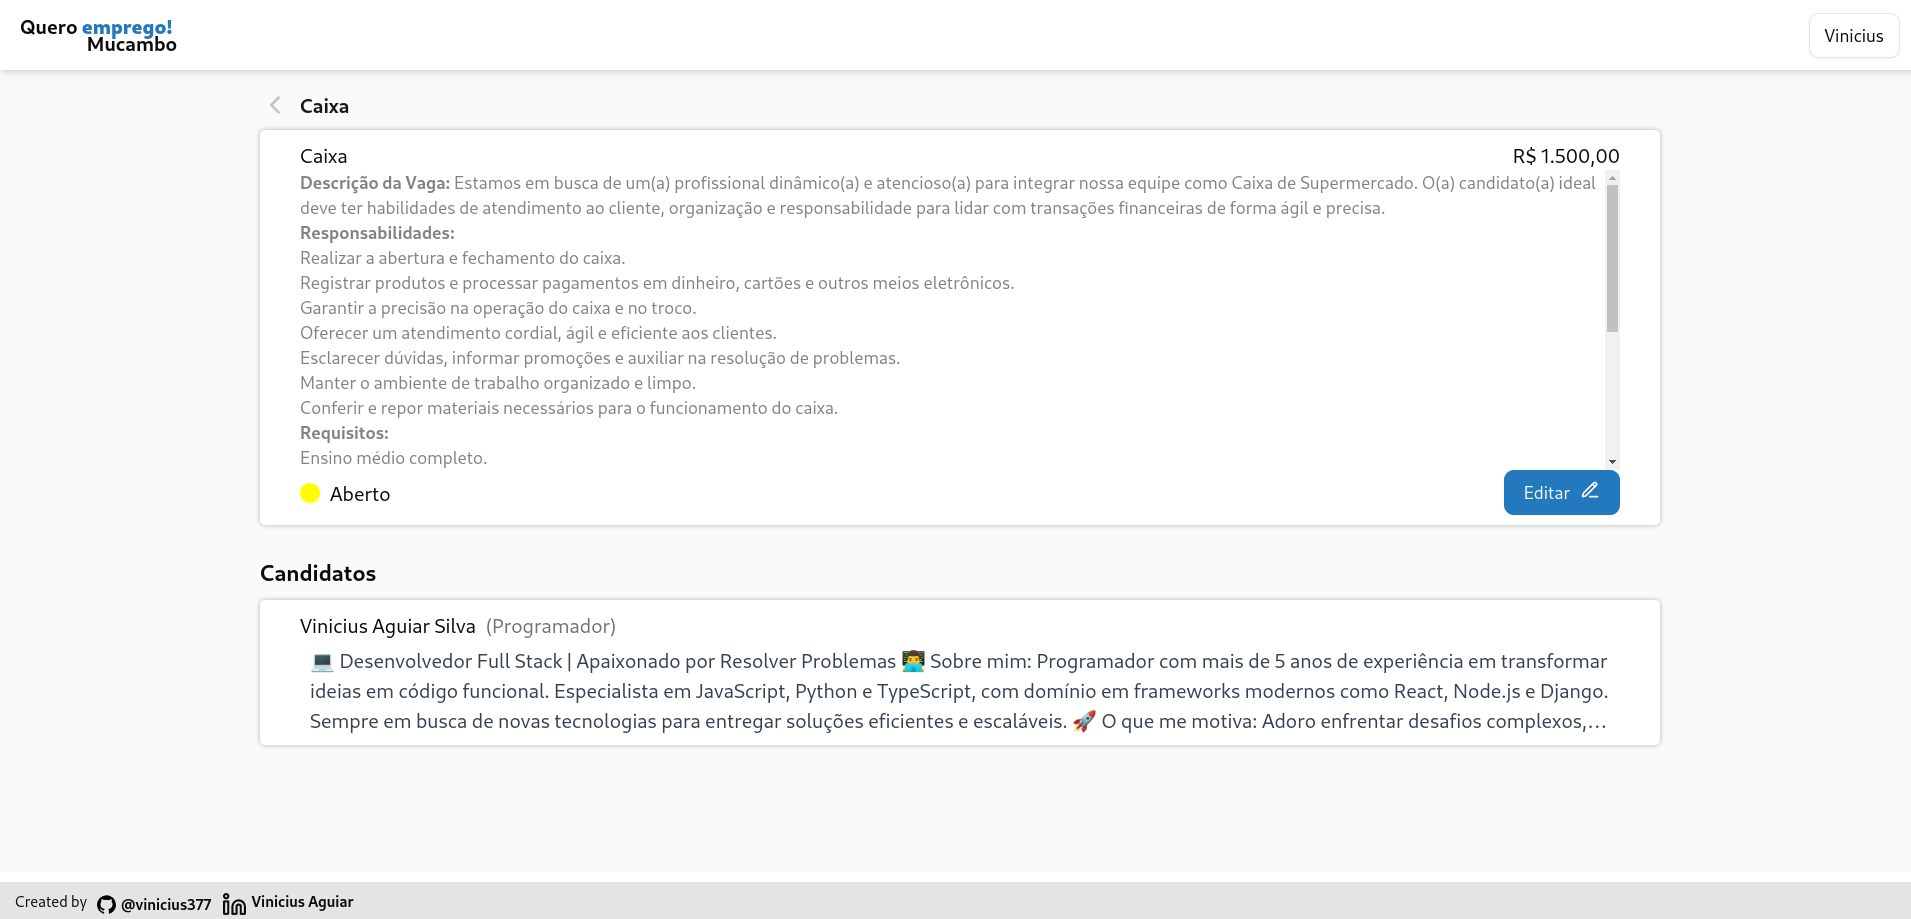 Quero emprego!
Mucambo
Vinicius
Caixa
Caixa
R$ 1.500,00
Descrição da Vaga: Estamos em busca de um(a) profissional dinâmico(a) e atencioso(a) para integrar nossa equipe como Caixa de Supermercado. O(a) candidato(a) ideal
deve ter habilidades de atendimento ao cliente, organização e responsabilidade para lidar com transações financeiras de forma ágil e precisa.
Responsabilidades:
Realizar a abertura e fechamento do caixa.
Registrar produtos e processar pagamentos em dinheiro, cartões e outros meios eletrônicos.
Garantir a precisão na operação do caixa e no troco.
Oferecer um atendimento cordial, ágil e eficiente aos clientes.
Esclarecer dúvidas, informar promoções e auxiliar na resolução de problemas.
Manter o ambiente de trabalho organizado e limpo.
Conferir e repor materiais necessários para o funcionamento do caixa.
Requisitos:
Ensino médio completo.
Aberto
Editar
Candidatos
Vinicius Aguiar Silva (Programador)
💻 Desenvolvedor Full Stack | Apaixonado por Resolver Problemas 👨‍💻 Sobre mim: Programador com mais de 5 anos de experiência em transformar
ideias em código funcional. Especialista em JavaScript, Python e TypeScript, com domínio em frameworks modernos como React, Node.js e Django.
Sempre em busca de novas tecnologias para entregar soluções eficientes e escaláveis. 🚀 O que me motiva: Adoro enfrentar desafios complexos,…
Created by @vinicius377 Vinicius Aguiar